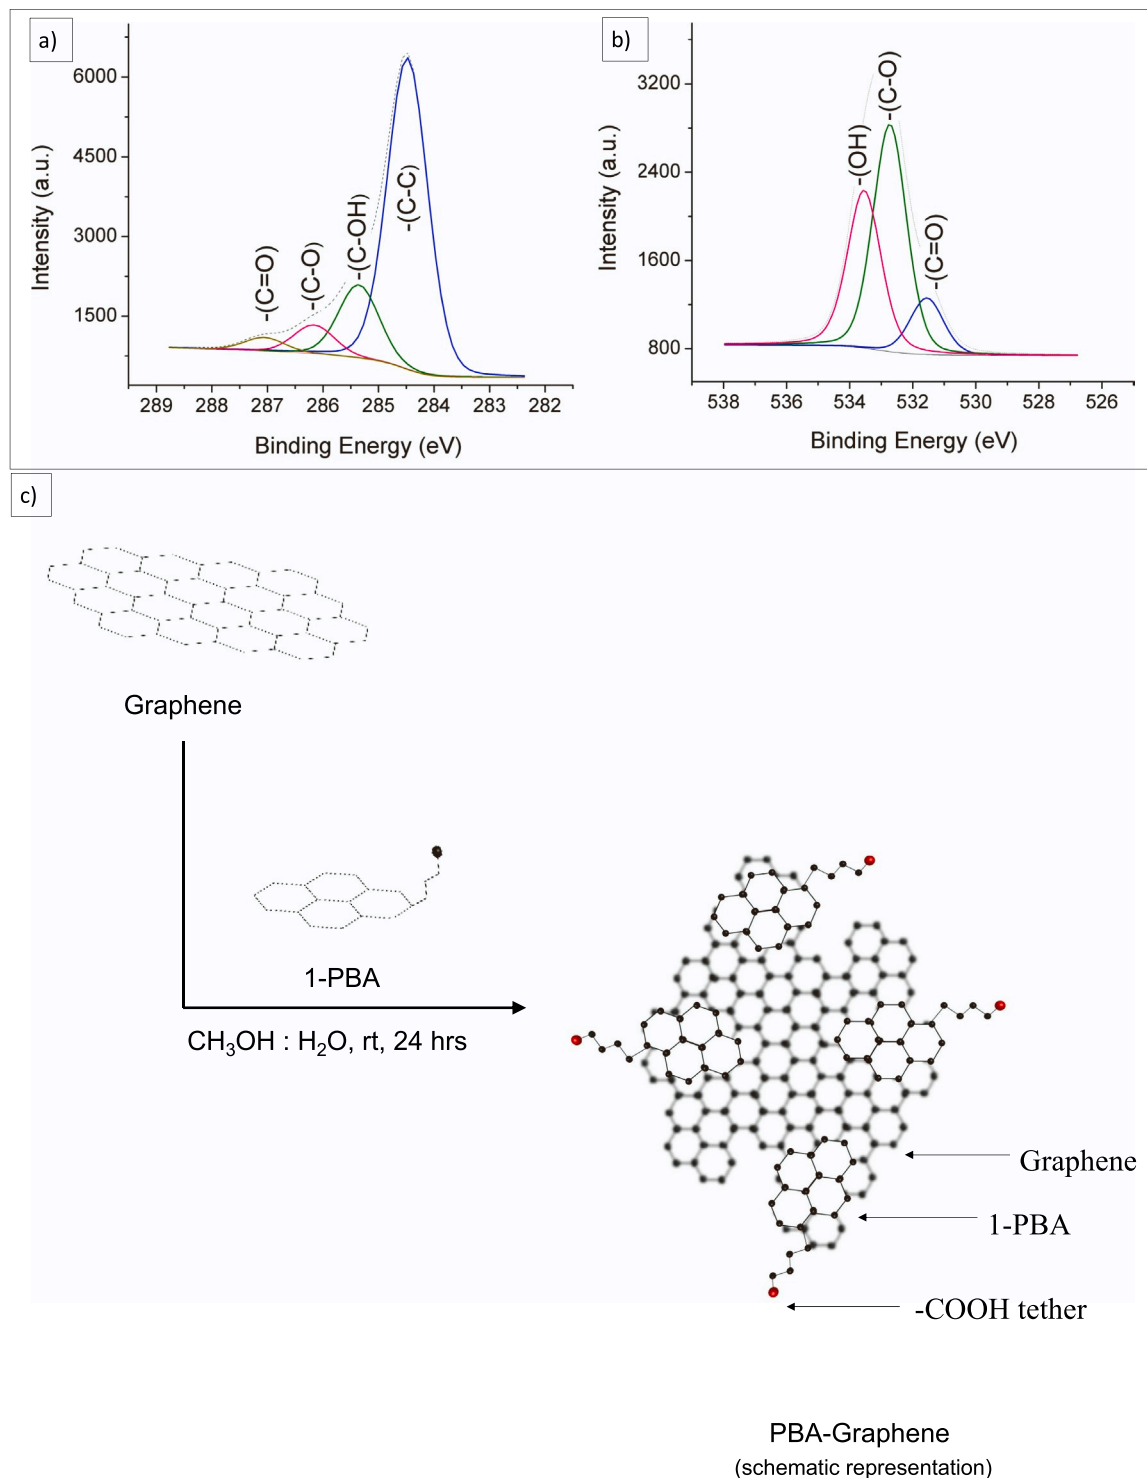 a)
6000
4500
3000
1500
Intensity (a.u.)
-(C=O)
-(C-O)
-(C-OH)
-(C-C)
289 288 287 286 285 284 283 282
Binding Energy (eV)
b)
3200
2400
1600
800
Intensity (a.u.)
-(OH)
-(C-O)
-(C=O)
538 536 534 532 530 528 526
Binding Energy (eV)
c)
Graphene
1-PBA
CH₃OH : H₂O, rt, 24 hrs
Graphene
1-PBA
-COOH tether
PBA-Graphene
(schematic representation)